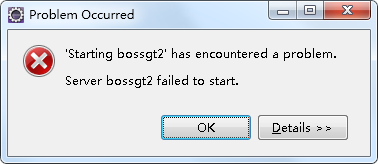 Problem Occurred
'Starting bossgt2' has encountered a problem.
Server bossgt2 failed to start.
OK
Details >>